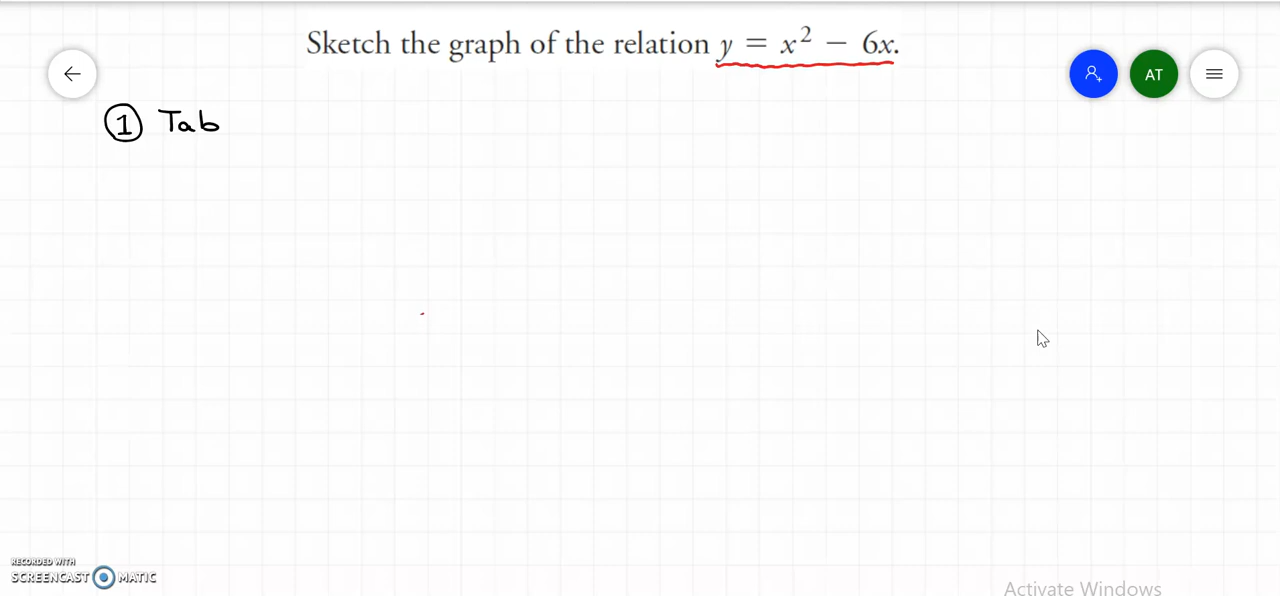 Sketch the graph of the relation y = x² − 6x.
AT
① Tab
RECORDED WITH
SCREENCAST MATIC
Activate Windows